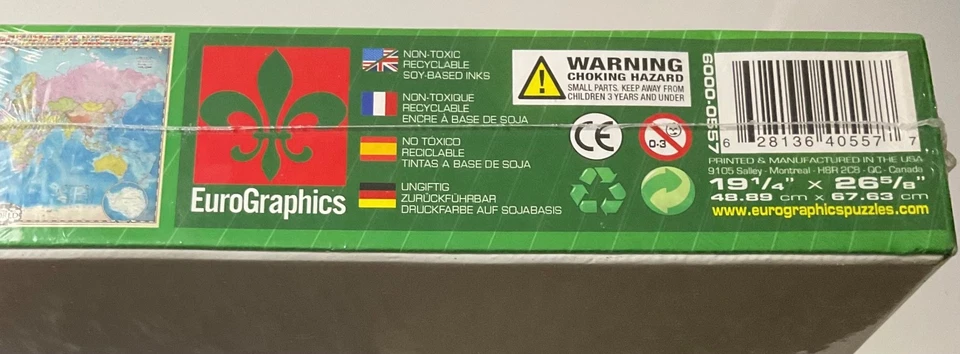 EuroGraphics
NON-TOXIC
RECYCLABLE
SOY-BASED INKS
NON-TOXIQUE
RECYCLABLE
ENCRE À BASE DE SOJA
NO TÓXICO
RECICLABLE
TINTAS A BASE DE SOJA
UNGIFTIG
ZURÜCKFÜHRBAR
DRUCKFARBE AUF SOJABASIS
WARNING
CHOKING HAZARD
SMALL PARTS. KEEP AWAY FROM
CHILDREN 3 YEARS AND UNDER
CE
0-3
6000-0557
6 28136 40557 7
PRINTED & MANUFACTURED IN THE USA
9105 Salley - Montreal - H8R 2C8 - QC - Canada
19 1/4" x 26 5/8"
48.89 cm x 67.63 cm
www.eurographicspuzzles.com